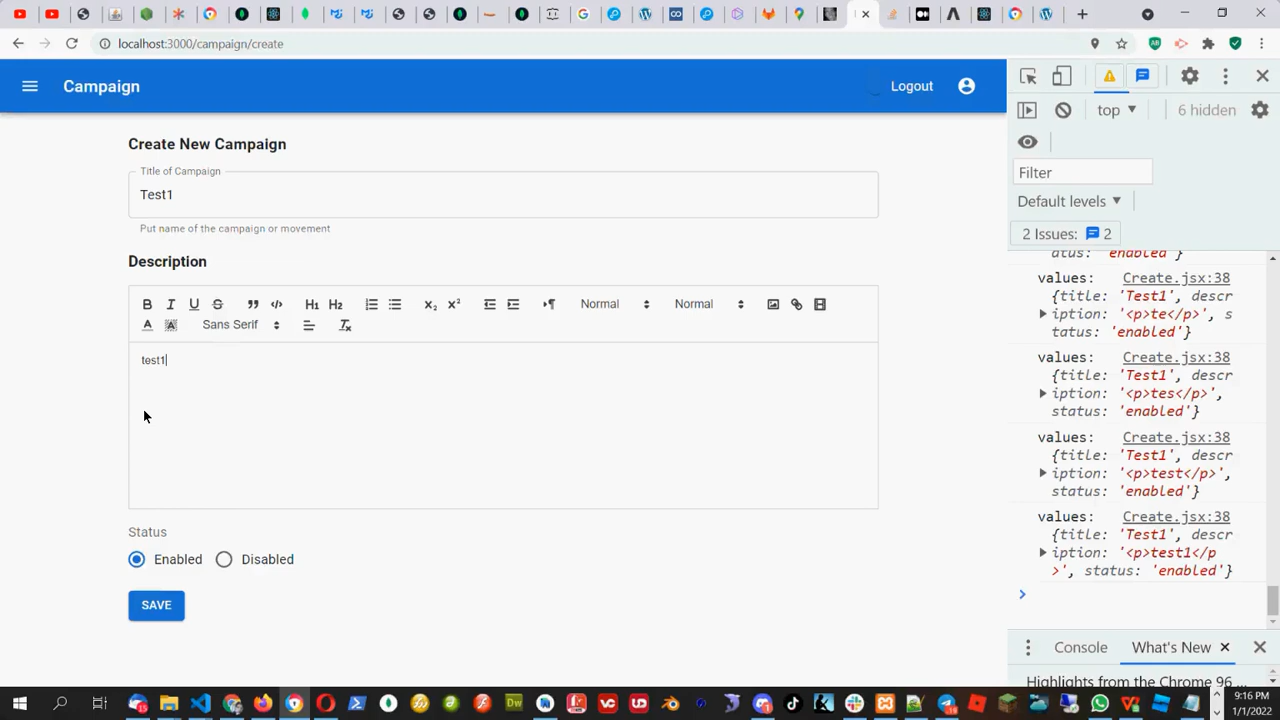 localhost:3000/campaign/create
Campaign
Logout
Create New Campaign
Title of Campaign
Test1
Put name of the campaign or movement
Description
Normal
Normal
Sans Serif
test1
Status
Enabled
Disabled
SAVE
top
6 hidden
Filter
Default levels
2 Issues: 2
atus: 'enabled'}
values: Create.jsx:38
{title: 'Test1', descr
iption: '<p>te</p>', s
tatus: 'enabled'}
values: Create.jsx:38
{title: 'Test1', descr
iption: '<p>tes</p>',
status: 'enabled'}
values: Create.jsx:38
{title: 'Test1', descr
iption: '<p>test</p>',
status: 'enabled'}
values: Create.jsx:38
{title: 'Test1', descr
iption: '<p>test1</p
>', status: 'enabled'}
Console
What's New
Highlights from the Chrome 96
9:16 PM
1/1/2022